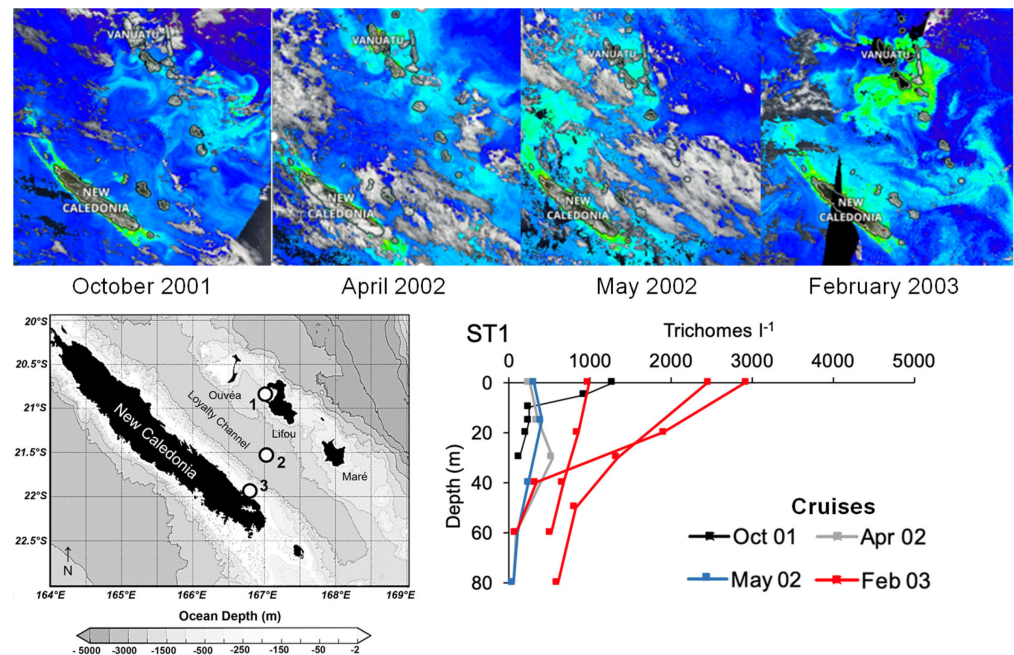 VANUATU
NEW
CALEDONIA
VANUATU
NEW
CALEDONIA
VANUATU
NEW
CALEDONIA
VANUATU
NEW
CALEDONIA
October 2001
April 2002
May 2002
February 2003
20°S
20.5°S
21°S
21.5°S
22°S
22.5°S
New Caledonia
Loyally Channel
Ouvéa
Lifou
Maré
1
2
3
N
164°E 165°E 166°E 167°E 168°E 169°E
Ocean Depth (m)
- 5000 -3000 -1500 -500 -250 -150 -50 -2
ST1
Trichomes l-1
0 1000 2000 3000 4000 5000
Depth (m)
0
20
40
60
80
Cruises
Oct 01
Apr 02
May 02
Feb 03